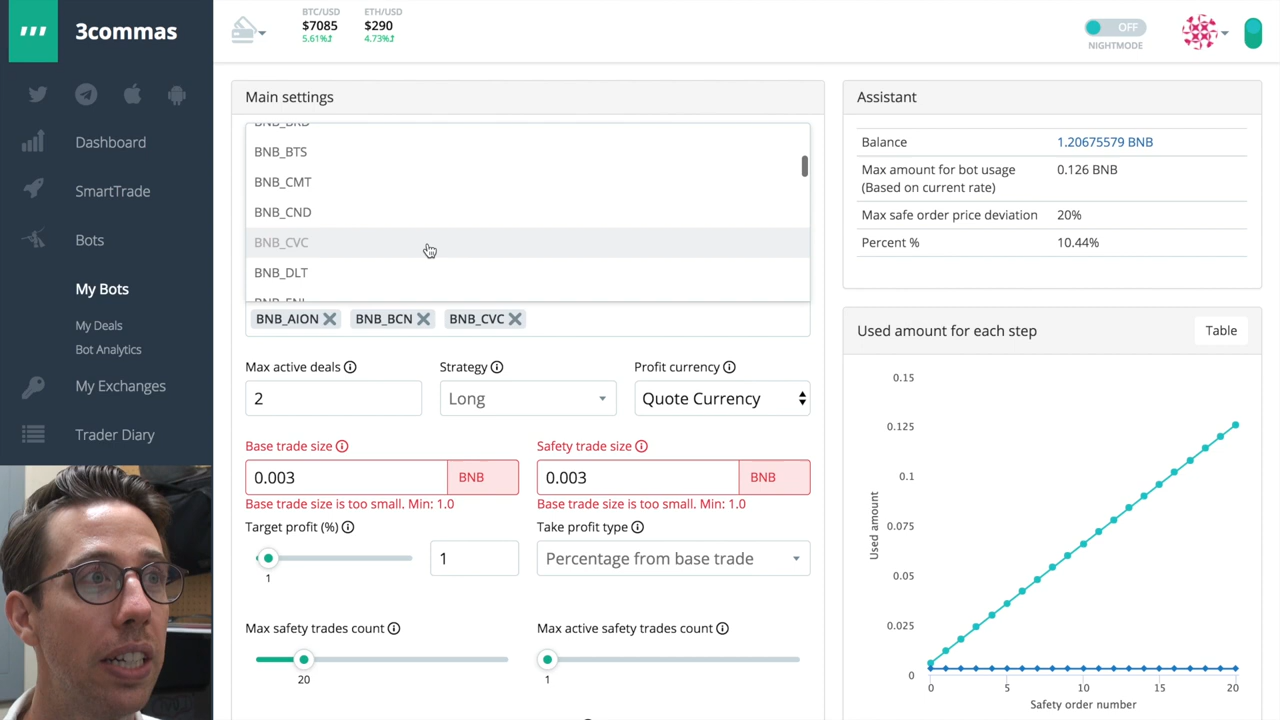 3commas
BTC/USD
$7085
5.61%
ETH/USD
$290
4.73%
OFF
NIGHTMODE
Dashboard
SmartTrade
Bots
My Bots
My Deals
Bot Analytics
My Exchanges
Trader Diary
Main settings
BNB_BRD
BNB_BTS
BNB_CMT
BNB_CND
BNB_CVC
BNB_DLT
BNB_AION
BNB_BCN
BNB_CVC
Max active deals
2
Strategy
Long
Profit currency
Quote Currency
Base trade size
0.003
BNB
Base trade size is too small. Min: 1.0
Safety trade size
0.003
BNB
Base trade size is too small. Min: 1.0
Target profit (%)
1
1
Take profit type
Percentage from base trade
Max safety trades count
20
Max active safety trades count
1
Assistant
Balance 1.20675579 BNB
Max amount for bot usage
(Based on current rate) 0.126 BNB
Max safe order price deviation 20%
Percent % 10.44%
Used amount for each step
Table
0.15
0.125
0.1
0.075
0.05
0.025
0
Used amount
0 5 10 15 20
Safety order number